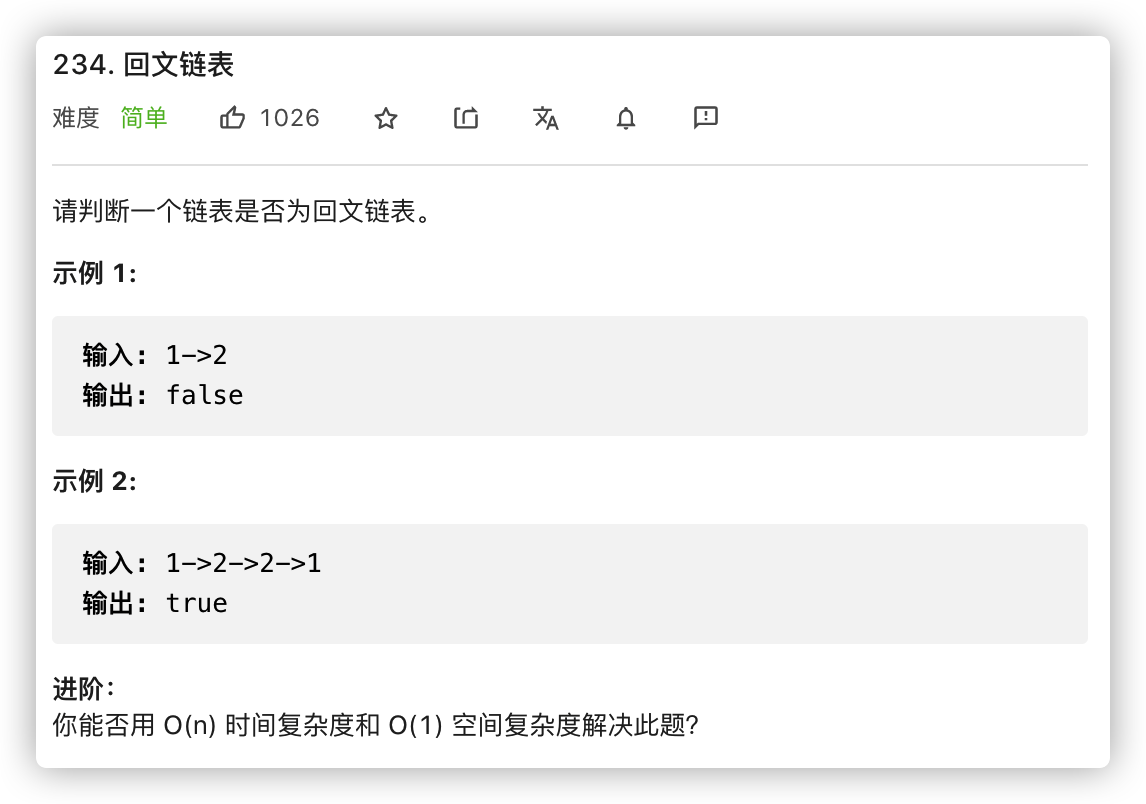 234. 回文链表
难度 简单 1026
请判断一个链表是否为回文链表。
示例 1:
输入: 1->2
输出: false
示例 2:
输入: 1->2->2->1
输出: true
进阶：
你能否用 O(n) 时间复杂度和 O(1) 空间复杂度解决此题？